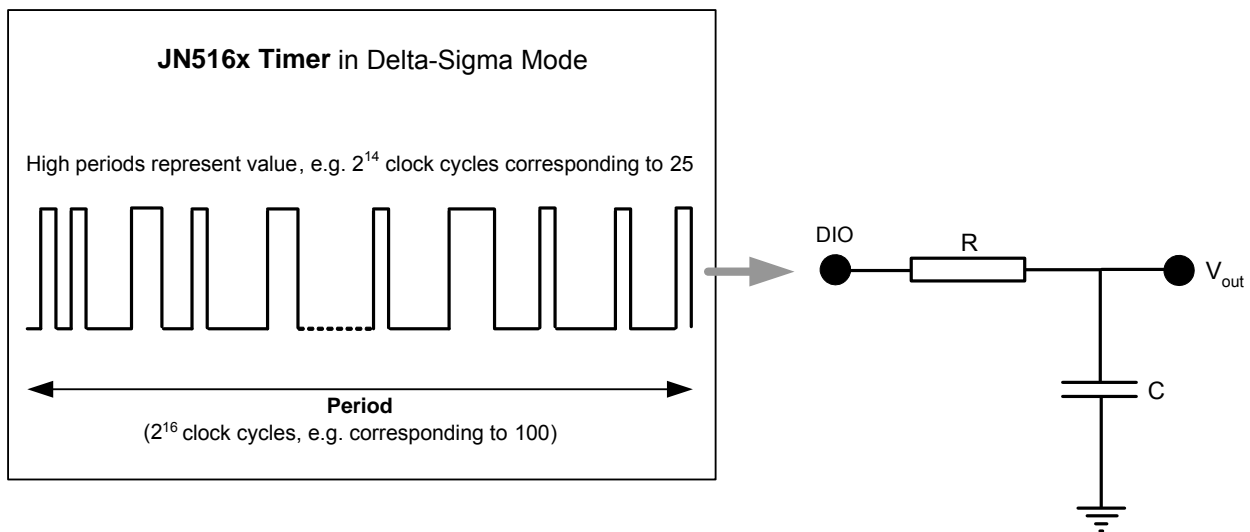 JN516x Timer in Delta-Sigma Mode
High periods represent value, e.g. 2¹⁴ clock cycles corresponding to 25
DIO
R
Vout
C
Period
(2¹⁶ clock cycles, e.g. corresponding to 100)